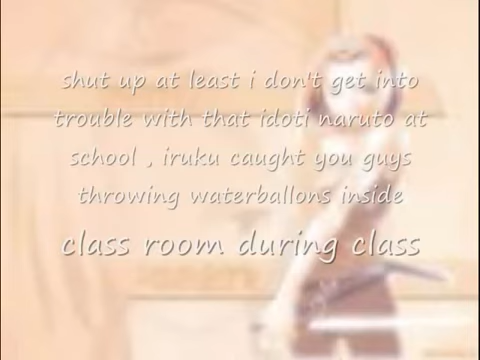 shut up at least i don't get into
trouble with that idoti naruto at
school , iruku caught you guys
throwing waterballons inside
class room during class